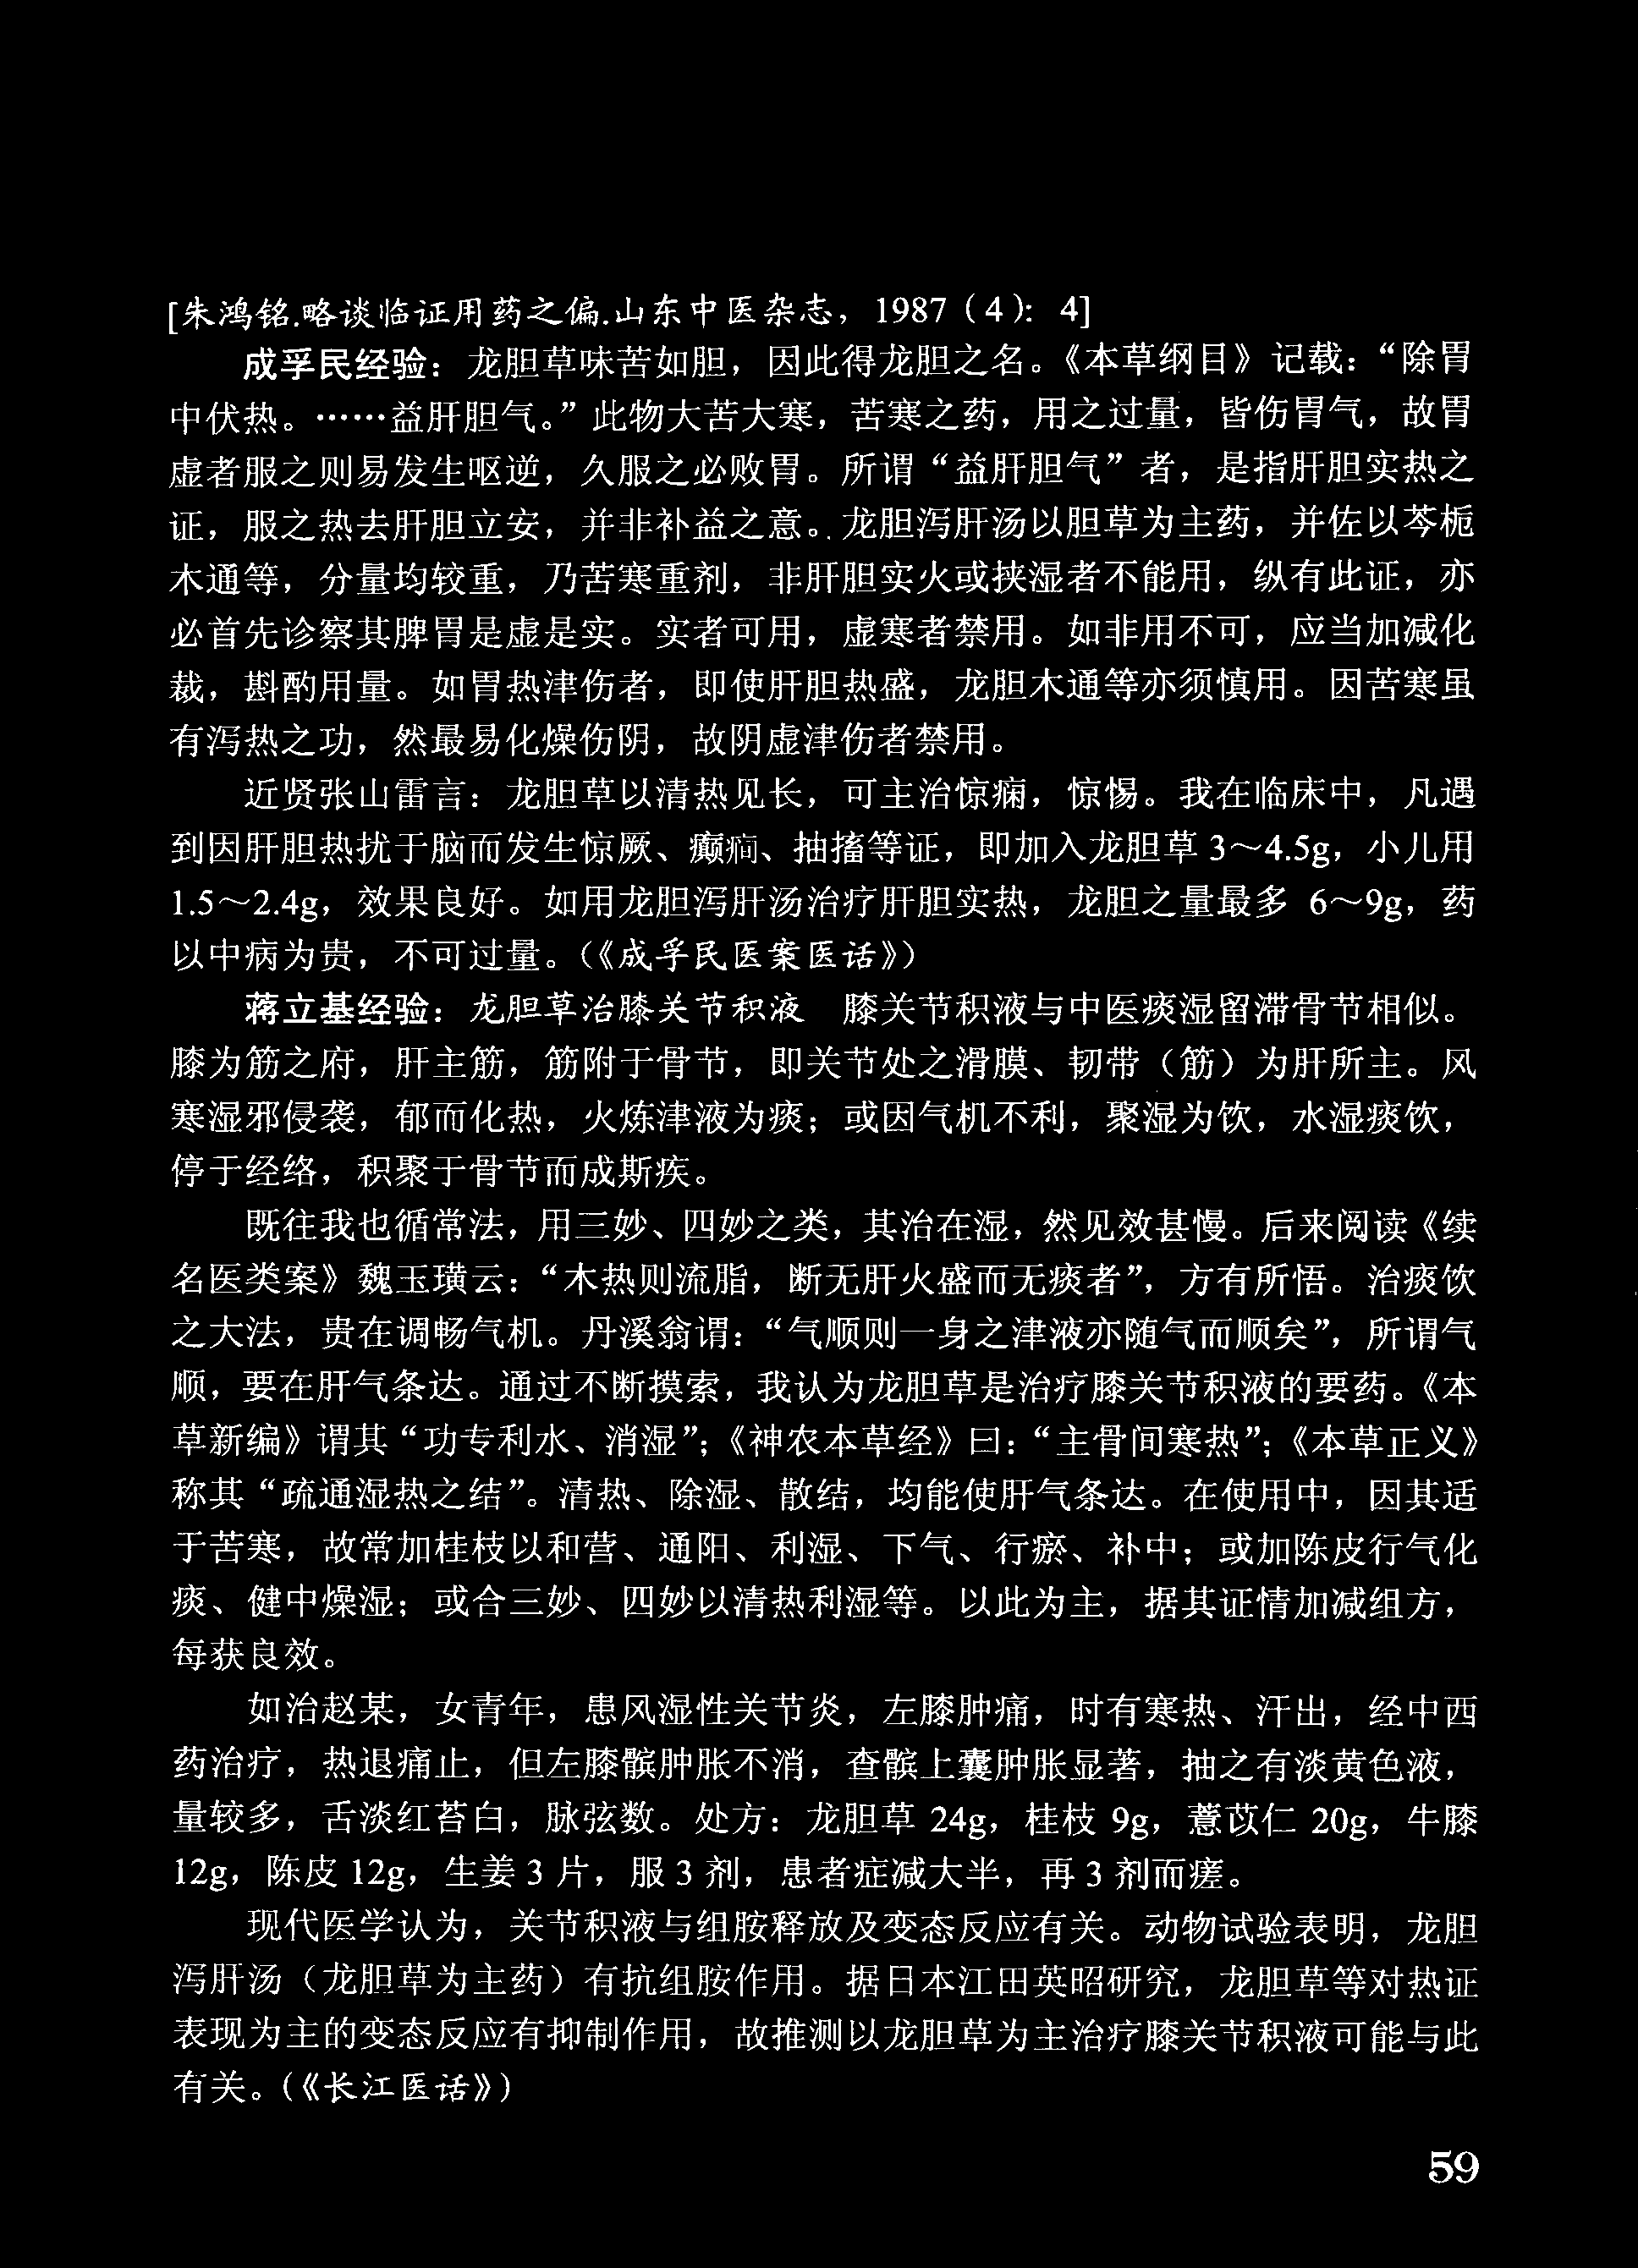 [朱鸿铭.略谈临证用药之偏.山东中医杂志，1987（4）：4]
成孚民经验：龙胆草味苦如胆，因此得龙胆之名。《本草纲目》记载：“除胃
中伏热。……益肝胆气。”此物大苦大寒，苦寒之药，用之过量，皆伤胃气，故胃
虚者服之则易发生呕逆，久服之必败胃。所谓“益肝胆气”者，是指肝胆实热之
证，服之热去肝胆立安，并非补益之意。龙胆泻肝汤以胆草为主药，并佐以芩栀
木通等，分量均较重，乃苦寒重剂，非肝胆实火或挟湿者不能用，纵有此证，亦
必首先诊察其脾胃是虚是实。实者可用，虚寒者禁用。如非用不可，应当加减化
裁，斟酌用量。如胃热津伤者，即使肝胆热盛，龙胆木通等亦须慎用。因苦寒虽
有泻热之功，然最易化燥伤阴，故阴虚津伤者禁用。
近贤张山雷言：龙胆草以清热见长，可主治惊痫，惊惕。我在临床中，凡遇
到因肝胆热扰于脑而发生惊厥、癫痫、抽搐等证，即加入龙胆草3～4.5g，小儿用
1.5～2.4g，效果良好。如用龙胆泻肝汤治疗肝胆实热，龙胆之量最多 6～9g，药
以中病为贵，不可过量。（《成孚民医案医话》）
蒋立基经验：龙胆草治膝关节积液　膝关节积液与中医痰湿留滞骨节相似。
膝为筋之府，肝主筋，筋附于骨节，即关节处之滑膜、韧带（筋）为肝所主。风
寒湿邪侵袭，郁而化热，火炼津液为痰；或因气机不利，聚湿为饮，水湿痰饮，
停于经络，积聚于骨节而成斯疾。
既往我也循常法，用三妙、四妙之类，其治在湿，然见效甚慢。后来阅读《续
名医类案》魏玉璜云：“木热则流脂，断无肝火盛而无痰者”，方有所悟。治痰饮
之大法，贵在调畅气机。丹溪翁谓：“气顺则一身之津液亦随气而顺矣”，所谓气
顺，要在肝气条达。通过不断摸索，我认为龙胆草是治疗膝关节积液的要药。《本
草新编》谓其“功专利水、消湿”；《神农本草经》曰：“主骨间寒热”；《本草正义》
称其“疏通湿热之结”。清热、除湿、散结，均能使肝气条达。在使用中，因其适
于苦寒，故常加桂枝以和营、通阳、利湿、下气、行瘀、补中；或加陈皮行气化
痰、健中燥湿；或合三妙、四妙以清热利湿等。以此为主，据其证情加减组方，
每获良效。
如治赵某，女青年，患风湿性关节炎，左膝肿痛，时有寒热、汗出，经中西
药治疗，热退痛止，但左膝髌肿胀不消，查髌上囊肿胀显著，抽之有淡黄色液，
量较多，舌淡红苔白，脉弦数。处方：龙胆草 24g，桂枝 9g，薏苡仁 20g，牛膝
12g，陈皮 12g，生姜 3 片，服 3 剂，患者症减大半，再 3 剂而瘥。
现代医学认为，关节积液与组胺释放及变态反应有关。动物试验表明，龙胆
泻肝汤（龙胆草为主药）有抗组胺作用。据日本江田英昭研究，龙胆草等对热证
表现为主的变态反应有抑制作用，故推测以龙胆草为主治疗膝关节积液可能与此
有关。（《长江医话》）
59